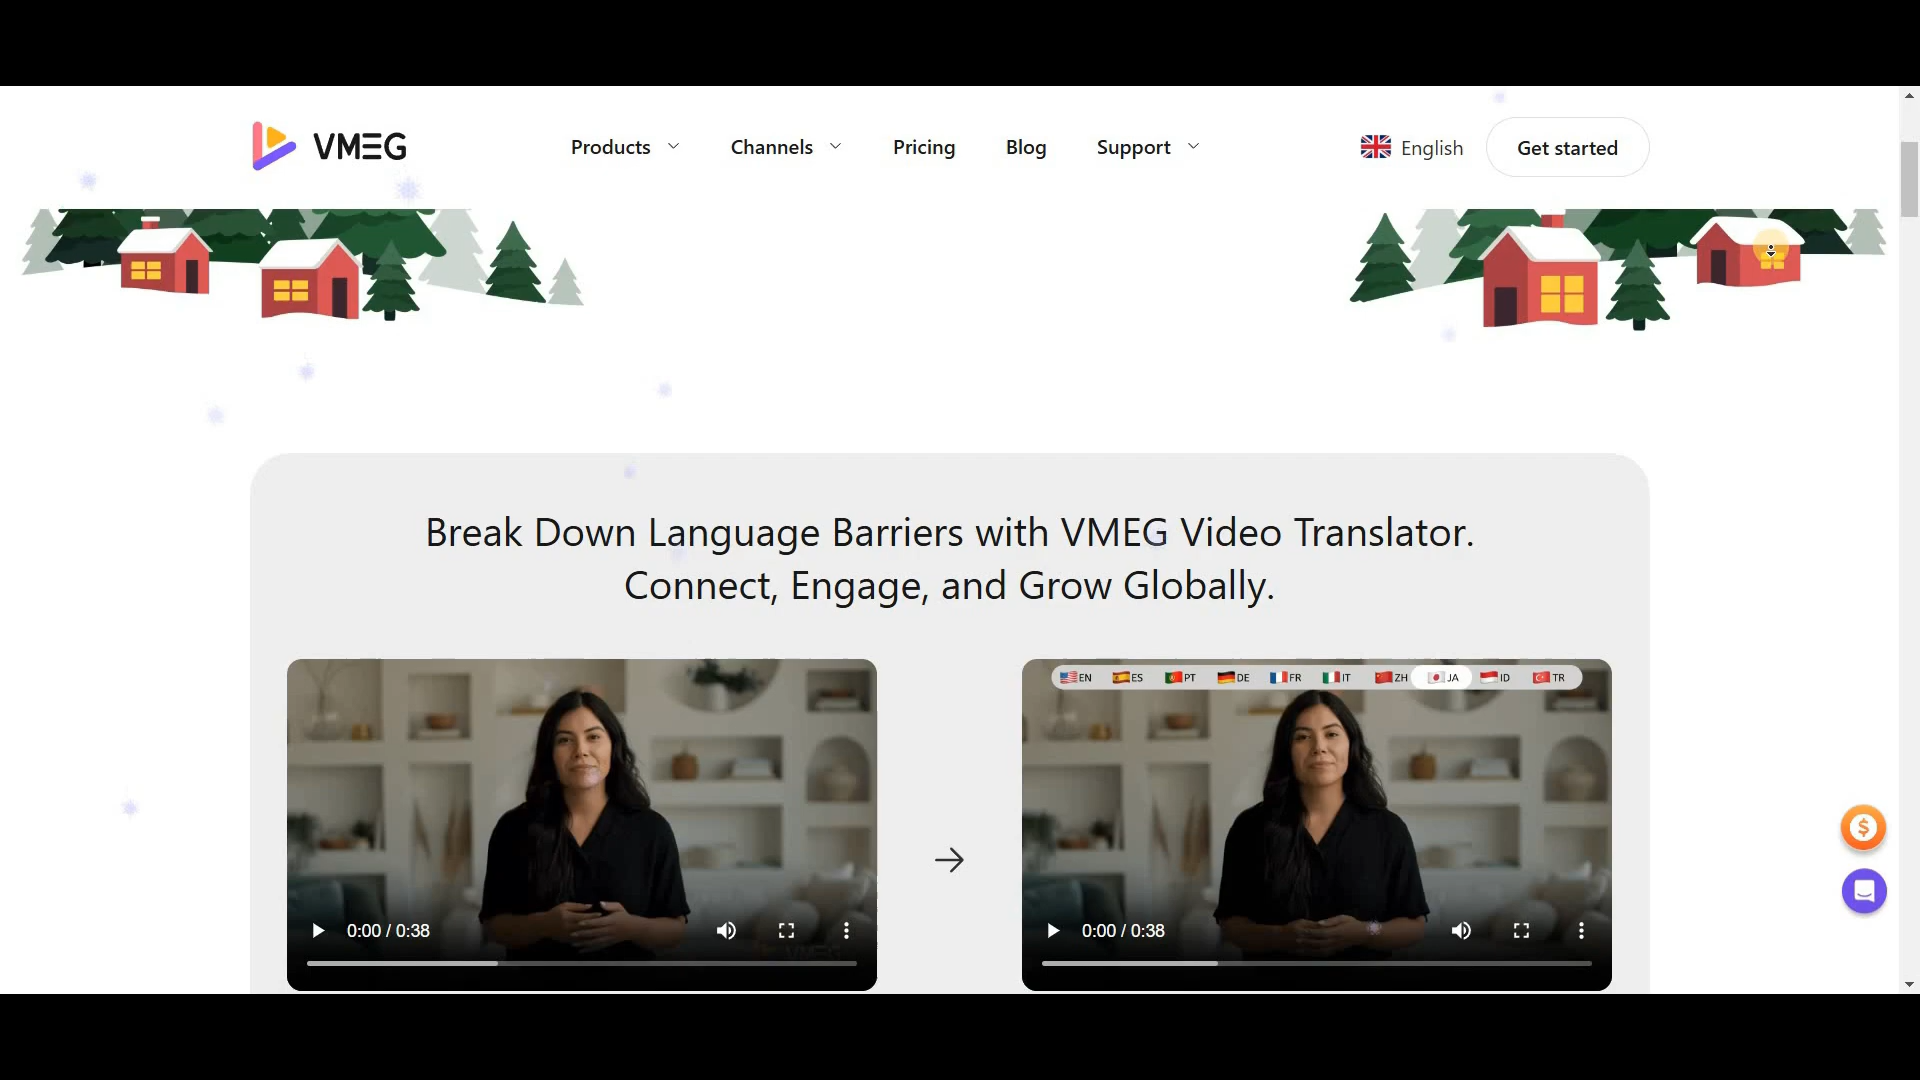 VMEG
Products
Channels
Pricing
Blog
Support
English
Get started
Break Down Language Barriers with VMEG Video Translator.
Connect, Engage, and Grow Globally.
EN ES PT DE FR IT ZH JA ID TR
0:00 / 0:38
0:00 / 0:38